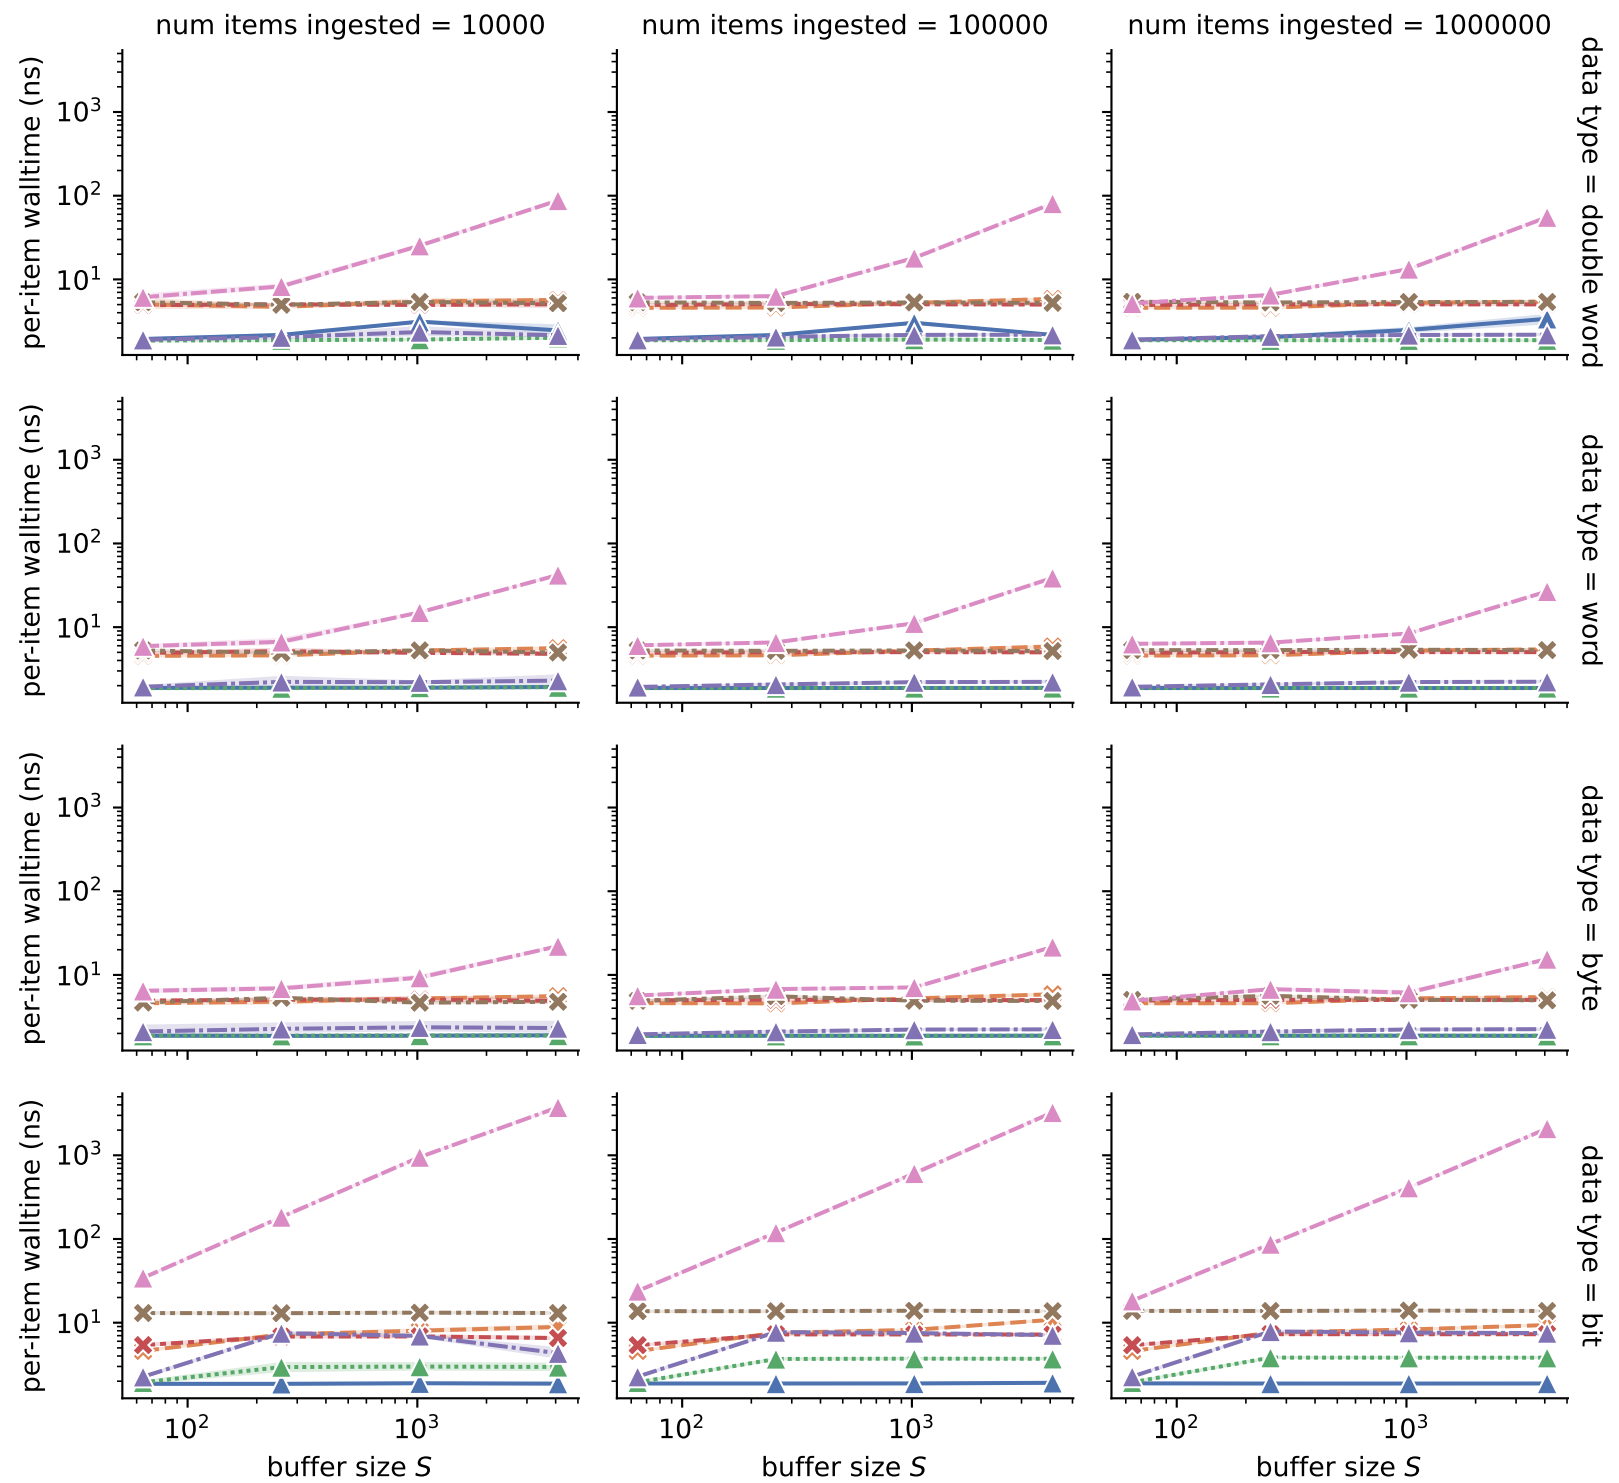 num items ingested = 10000
num items ingested = 100000
num items ingested = 1000000
per-item walltime (ns)
10³
10²
10¹
data type = double word
per-item walltime (ns)
10³
10²
10¹
data type = word
per-item walltime (ns)
10³
10²
10¹
data type = byte
per-item walltime (ns)
10³
10²
10¹
data type = bit
10²
10³
10²
10³
10²
10³
buffer size S
buffer size S
buffer size S